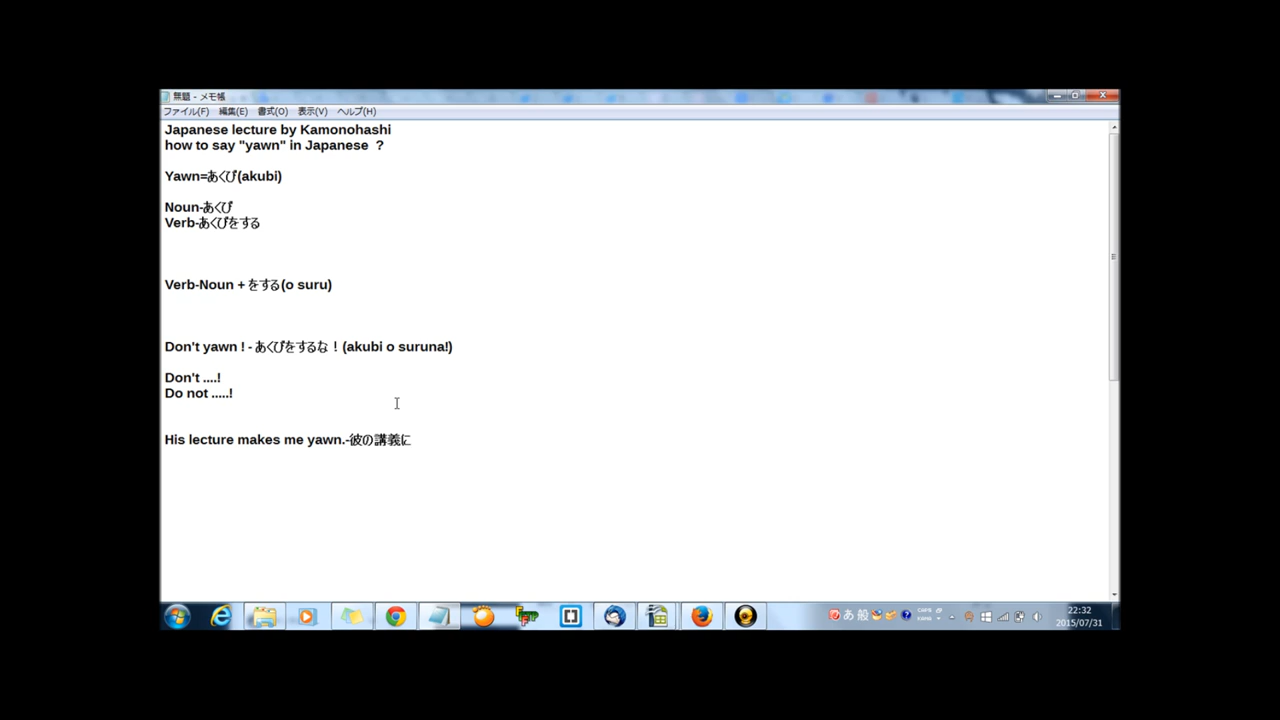 無題 - メモ帳
ファイル(F) 編集(E) 書式(O) 表示(V) ヘルプ(H)
Japanese lecture by Kamonohashi
how to say "yawn" in Japanese ?
Yawn=あくび(akubi)
Noun-あくび
Verb-あくびをする
Verb-Noun + をする(o suru)
Don't yawn ! - あくびをするな！(akubi o suruna!)
Don't ....!
Do not .....!
His lecture makes me yawn.-彼の講義に
あ 般
CAPS
KANA
22:32
2015/07/31